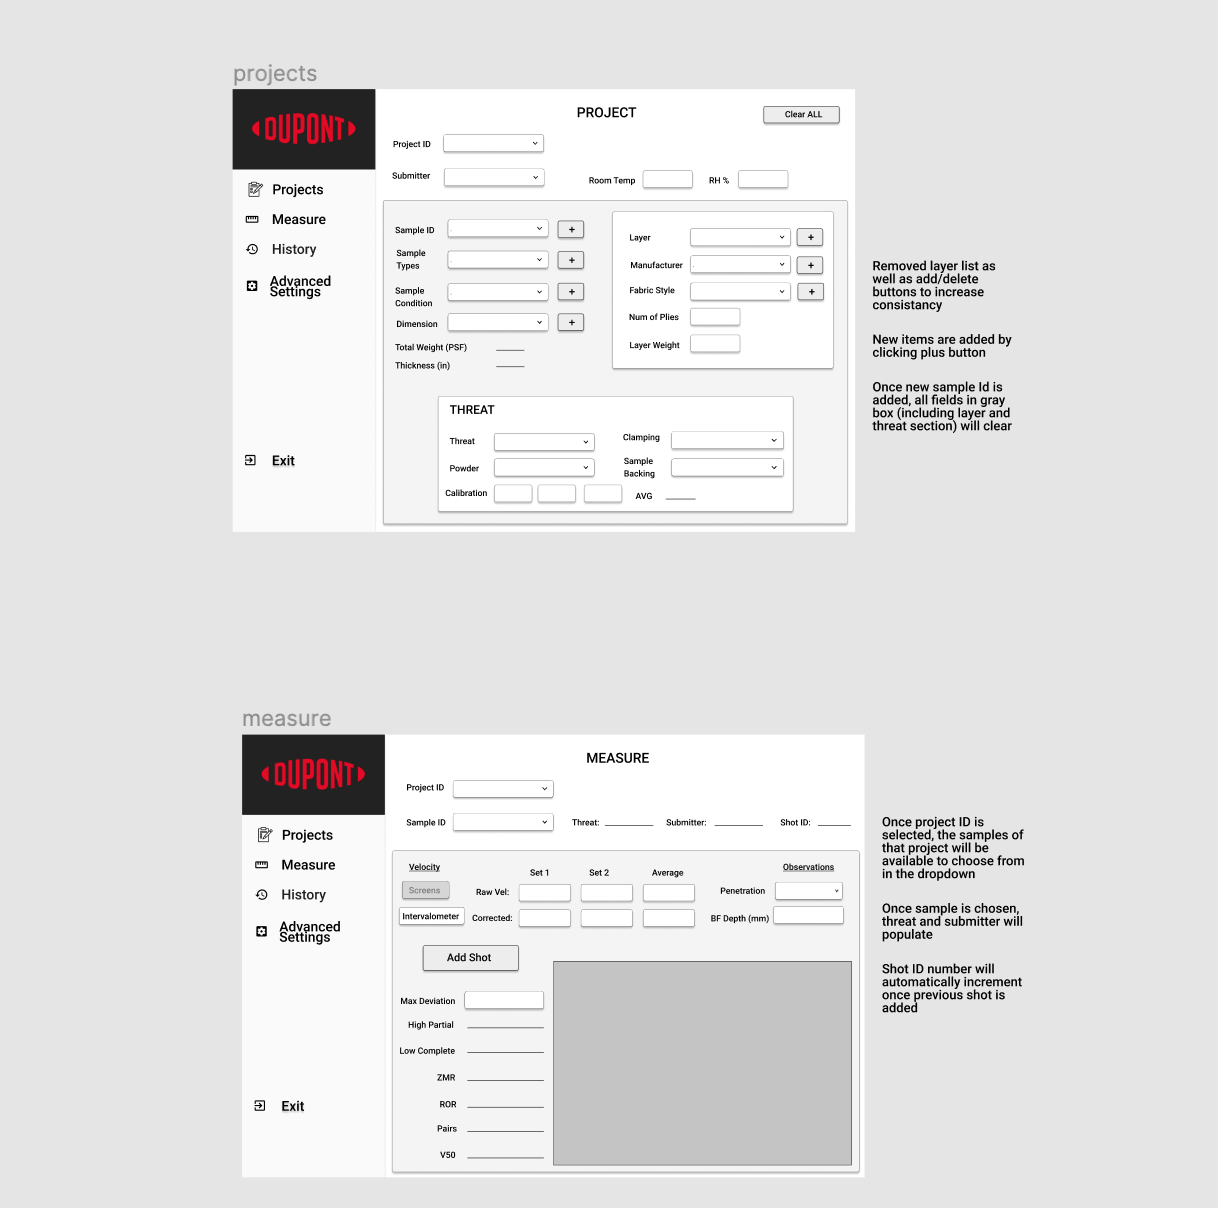 projects
DUPONT
Projects
Measure
History
Advanced
Settings
Exit
PROJECT
Clear ALL
Project ID
Submitter
Room Temp
RH %
Sample ID
+
Sample
Types
+
Sample
Condition
+
Dimension
+
Total Weight (PSF)
Thickness (in)
Layer
+
Manufacturer
+
Fabric Style
+
Num of Plies
Layer Weight
THREAT
Threat
Powder
Calibration
Clamping
Sample
Backing
AVG
Removed layer list as
well as add/delete
buttons to increase
consistancy
New items are added by
clicking plus button
Once new sample Id is
added, all fields in gray
box (including layer and
threat section) will clear
measure
DUPONT
Projects
Measure
History
Advanced
Settings
Exit
MEASURE
Project ID
Sample ID
Threat:
Submitter:
Shot ID:
Velocity
Screens
Intervalometer
Set 1
Set 2
Average
Raw Vel:
Corrected:
Observations
Penetration
BF Depth (mm)
Add Shot
Max Deviation
High Partial
Low Complete
ZMR
ROR
Pairs
V50
Once project ID is
selected, the samples of
that project will be
available to choose from
in the dropdown
Once sample is chosen,
threat and submitter will
populate
Shot ID number will
automatically increment
once previous shot is
added